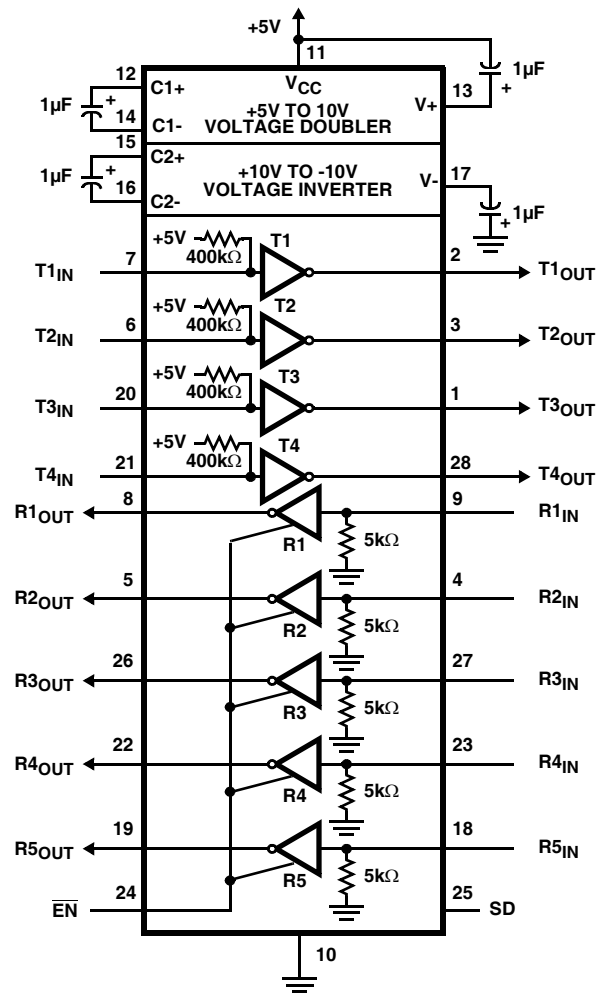 +5V
11
1µF
12
C1+
VCC
13
1µF
+
+5V TO 10V
VOLTAGE DOUBLER
V+
+
14
C1-
15
C2+
1µF
+
+10V TO -10V
VOLTAGE INVERTER
V-
17
16
C2-
1µF
+
+5V
400kΩ
T1
T1IN
7
2
T1OUT
+5V
400kΩ
T2
T2IN
6
3
T2OUT
+5V
400kΩ
T3
T3IN
20
1
T3OUT
+5V
400kΩ
T4
T4IN
21
28
T4OUT
R1OUT
8
9
R1IN
R1
5kΩ
R2OUT
5
4
R2IN
R2
5kΩ
R3OUT
26
27
R3IN
R3
5kΩ
R4OUT
22
23
R4IN
R4
5kΩ
R5OUT
19
18
R5IN
R5
5kΩ
E̅N̅
24
25
SD
10